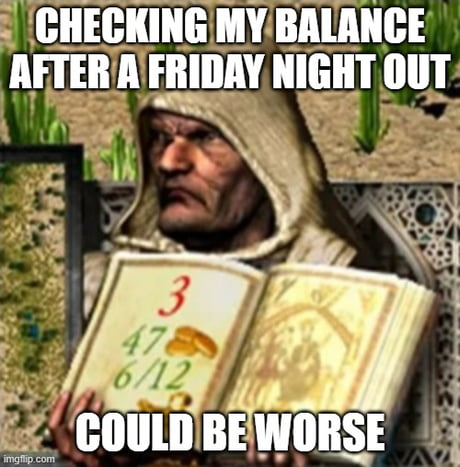 CHECKING MY BALANCE
AFTER A FRIDAY NIGHT OUT
3
47
6/12
COULD BE WORSE
imgflip.com